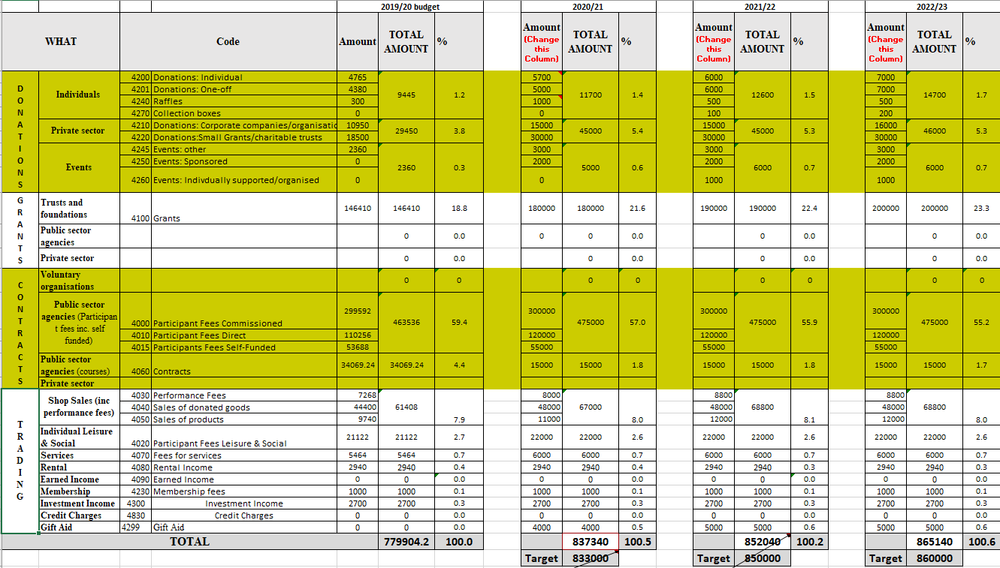 2019/20 budget 2020/21 2021/22 2022/23
WHAT Code Amount TOTAL AMOUNT % Amount (Change this Column) TOTAL AMOUNT % Amount (Change this Column) TOTAL AMOUNT % Amount (Change this Column) TOTAL AMOUNT %
DONATIONS
Individuals 9445 1.2 11700 1.4 12600 1.5 14700 1.7
4200 Donations: Individual 4765 5700 6000 7000
4201 Donations: One-off 4380 5000 6000 7000
4240 Raffles 300 1000 500 500
4270 Collection boxes 0 0 100 200
Private sector 29450 3.8 45000 5.4 45000 5.3 46000 5.3
4210 Donations: Corporate companies/organisatic 10950 15000 15000 16000
4220 Donations:Small Grants/charitable trusts 18500 30000 30000 30000
Events 2360 0.3 5000 0.6 6000 0.7 6000 0.7
4245 Events: other 2360 3000 3000 3000
4250 Events: Sponsored 0 2000 2000 2000
4260 Events: Indivdually supported/organised 0 0 1000 1000
GRANTS
Trusts and foundations 4100 Grants 146410 146410 18.8 180000 180000 21.6 190000 190000 22.4 200000 200000 23.3
Public sector agencies 0 0.0 0 0 0.0 0 0.0 0 0.0
Private sector 0 0.0 0 0.0 0 0.0 0 0.0
CONTRACTS
Voluntary organisations 0 0.0 0 0 0 0 0 0
Public sector agencies (Participan t fees inc. self funded) 463536 59.4 475000 57.0 475000 55.9 475000 55.2
4000 Participant Fees Commissioned 299592 300000 300000 300000
4010 Participant Fees Direct 110256 120000 120000 120000
4015 Participants Fees Self-Funded 53688 55000 55000 55000
Public sector agencies (courses) 4060 Contracts 34069.24 34069.24 4.4 15000 15000 1.8 15000 15000 1.8 15000 15000 1.7
Private sector
TRADING
Shop Sales (inc performance fees) 61408 7.9 67000 8.0 68800 8.1 68800 8.0
4030 Performance Fees 7268 8000 8800 8800
4040 Sales of donated goods 44400 48000 48000 48000
4050 Sales of products 9740 11000 12000 12000
Individual Leisure & Social 4020 Participant Fees Leisure & Social 21122 21122 2.7 22000 22000 2.6 22000 22000 2.6 22000 22000 2.6
Services 4070 Fees for services 5464 5464 0.7 6000 6000 0.7 6000 6000 0.7 6000 6000 0.7
Rental 4080 Rental Income 2940 2940 0.4 2940 2940 0.4 2940 2940 0.3 2940 2940 0.3
Earned Income 4090 Earned Income 0 0 0.0 0 0 0.0 0 0 0.0 0 0 0.0
Membership 4230 Membership fees 1000 1000 0.1 1000 1000 0.1 1000 1000 0.1 1000 1000 0.1
Investment Income 4300 Investment Income 2700 2700 0.3 2700 2700 0.3 2700 2700 0.3 2700 2700 0.3
Credit Charges 4830 Credit Charges 0 0 0.0 0 0 0.0 0 0 0.0 0 0 0.0
Gift Aid 4299 Gift Aid 0 0 0.0 4000 4000 0.5 5000 5000 0.6 5000 5000 0.6
TOTAL 779904.2 100.0 837340 100.5 852040 100.2 865140 100.6
Target 833000 Target 850000 Target 860000